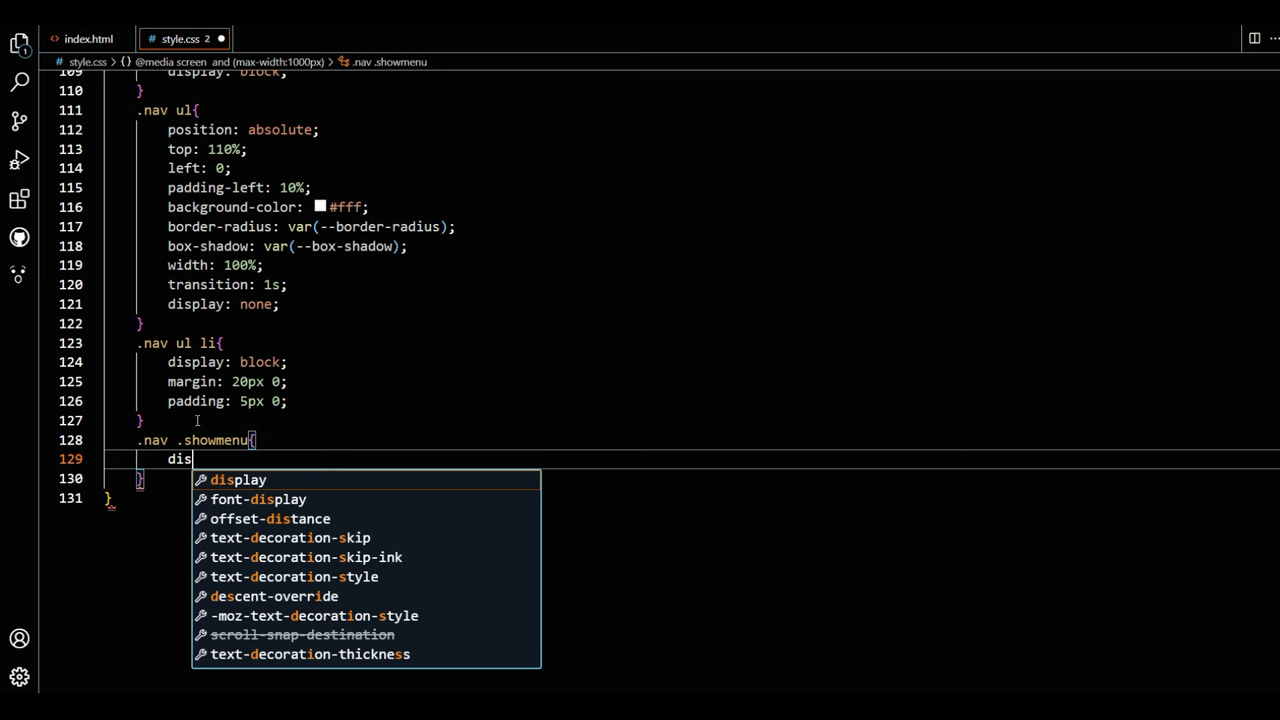 index.html
style.css 2
1
style.css > {} @media screen and (max-width:1000px) > .nav .showmenu
109 display: block;
110 }
111 .nav ul{
112 position: absolute;
113 top: 110%;
114 left: 0;
115 padding-left: 10%;
116 background-color: #fff;
117 border-radius: var(--border-radius);
118 box-shadow: var(--box-shadow);
119 width: 100%;
120 transition: 1s;
121 display: none;
122 }
123 .nav ul li{
124 display: block;
125 margin: 20px 0;
126 padding: 5px 0;
127 }
128 .nav .showmenu{
129 dis
130 }
131 }
display
font-display
offset-distance
text-decoration-skip
text-decoration-skip-ink
text-decoration-style
descent-override
-moz-text-decoration-style
scroll-snap-destination
text-decoration-thickness